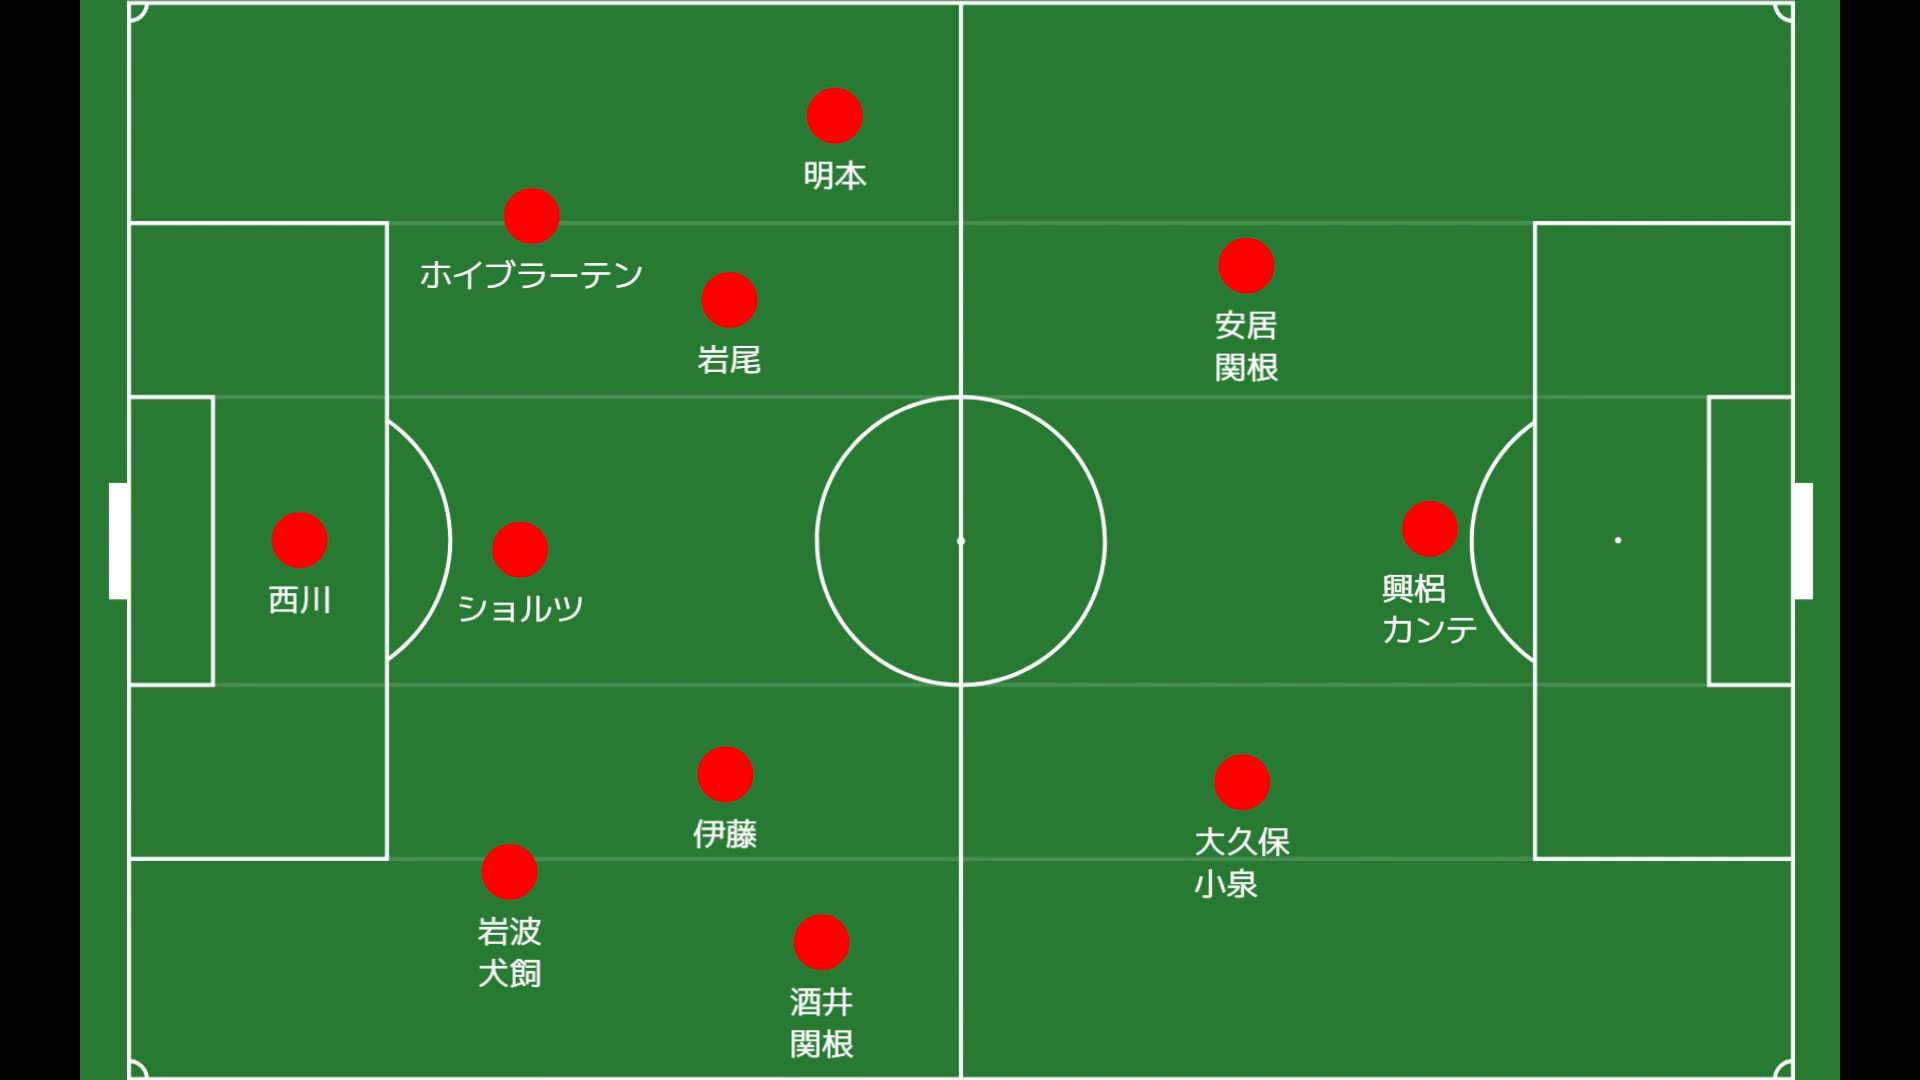 明本
ホイブラーテン
岩尾
安居
関根
西川
ショルツ
興梠
カンテ
伊藤
大久保
小泉
岩波
犬飼
酒井
関根